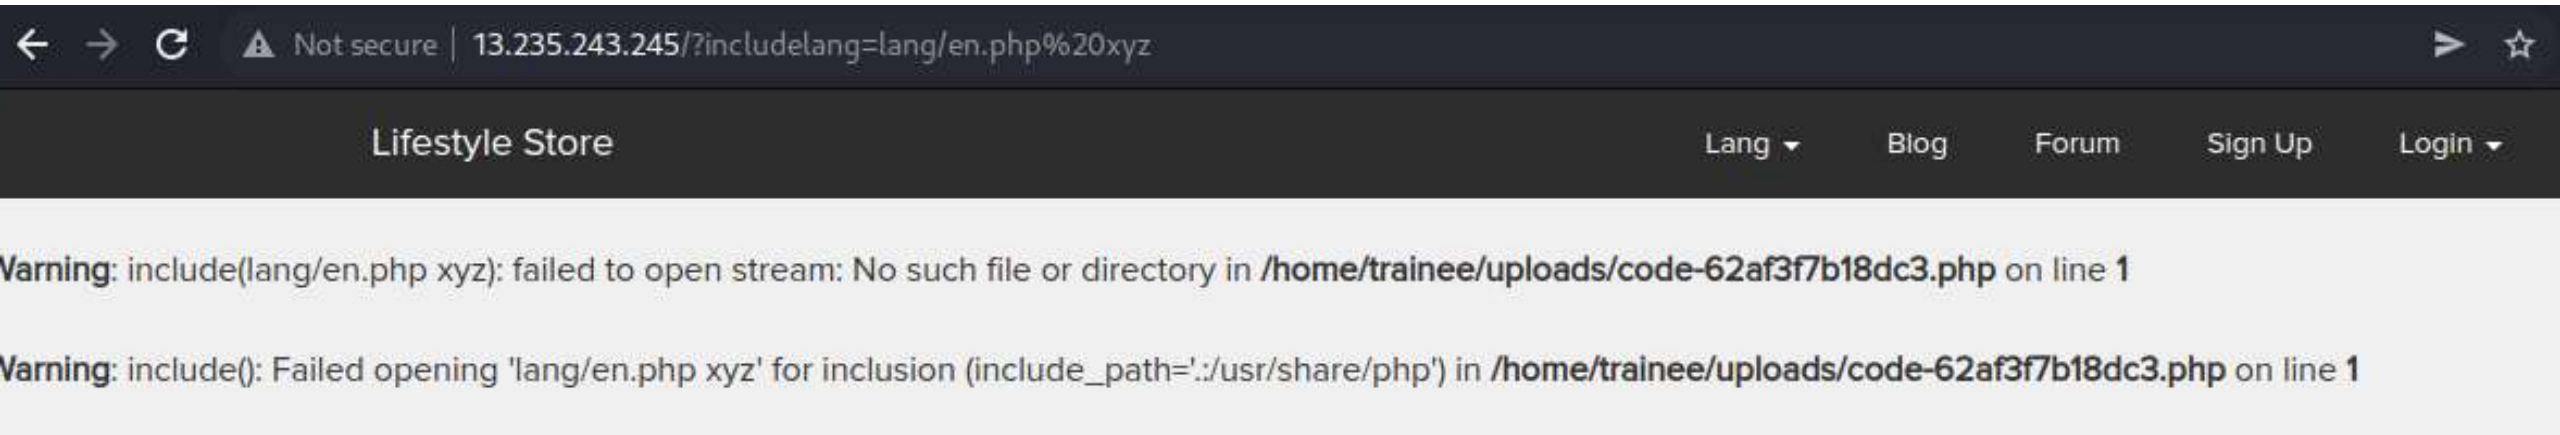 Not secure | 13.235.243.245/?includelang=lang/en.php%20xyz
Lifestyle Store Lang Blog Forum Sign Up Login
Warning: include(lang/en.php xyz): failed to open stream: No such file or directory in /home/trainee/uploads/code-62af3f7b18dc3.php on line 1
Warning: include(): Failed opening 'lang/en.php xyz' for inclusion (include_path='.:/usr/share/php') in /home/trainee/uploads/code-62af3f7b18dc3.php on line 1